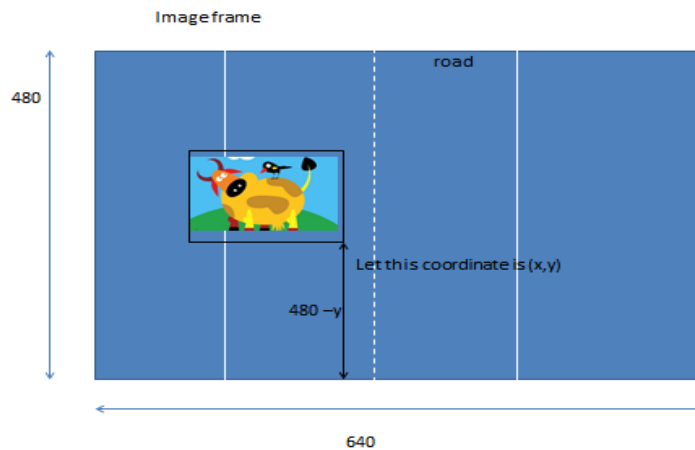 Image frame
road
480
Let this coordinate is (x,y)
480 –y
640